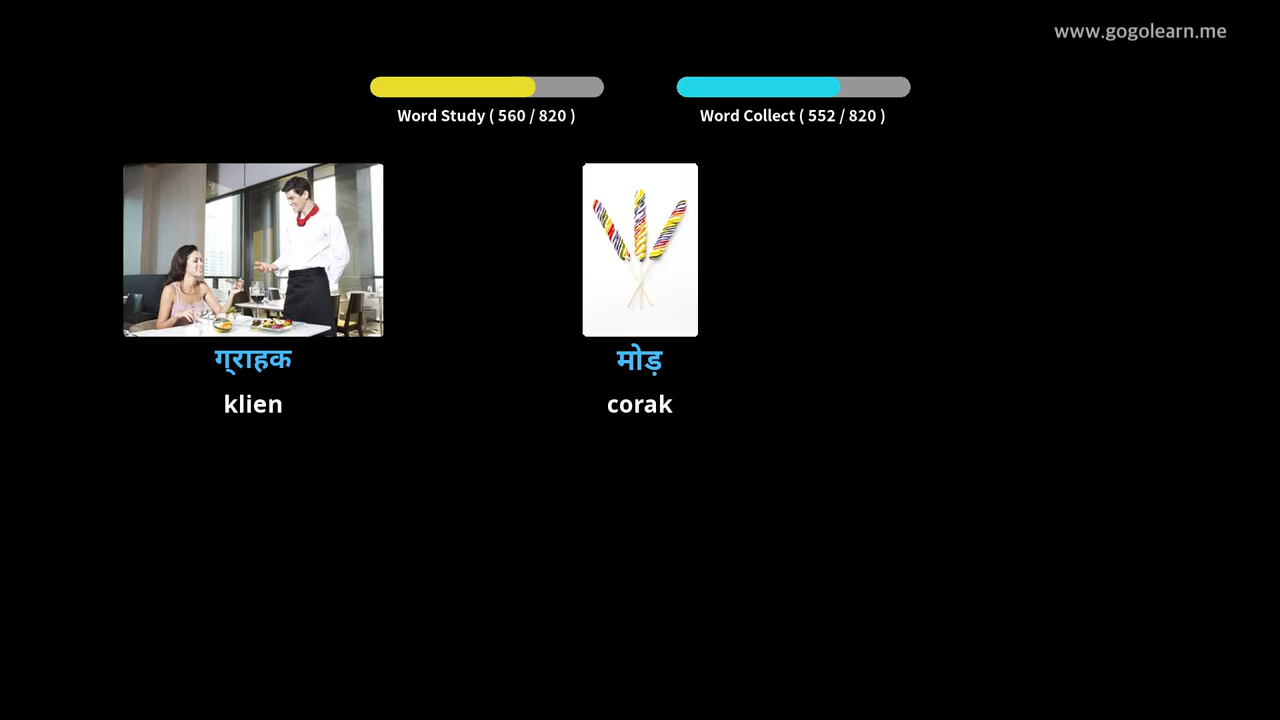 www.gogolearn.me
Word Study ( 560 / 820 )
Word Collect ( 552 / 820 )
ग्राहक
मोड़
klien
corak